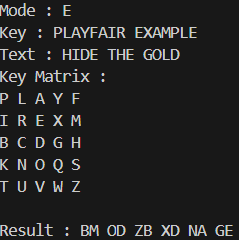 Mode : E
Key : PLAYFAIR EXAMPLE
Text : HIDE THE GOLD
Key Matrix :
P L A Y F
I R E X M
B C D G H
K N O Q S
T U V W Z
Result : BM OD ZB XD NA GE